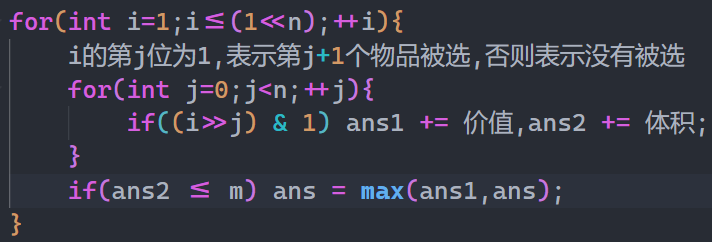 for(int i=1;i<=(1<<n);++i){
    i的第j位为1,表示第j+1个物品被选,否则表示没有被选
    for(int j=0;j<n;++j){
        if((i>>j) & 1) ans1 += 价值,ans2 += 体积;
    }
    if(ans2 <= m) ans = max(ans1,ans);
}